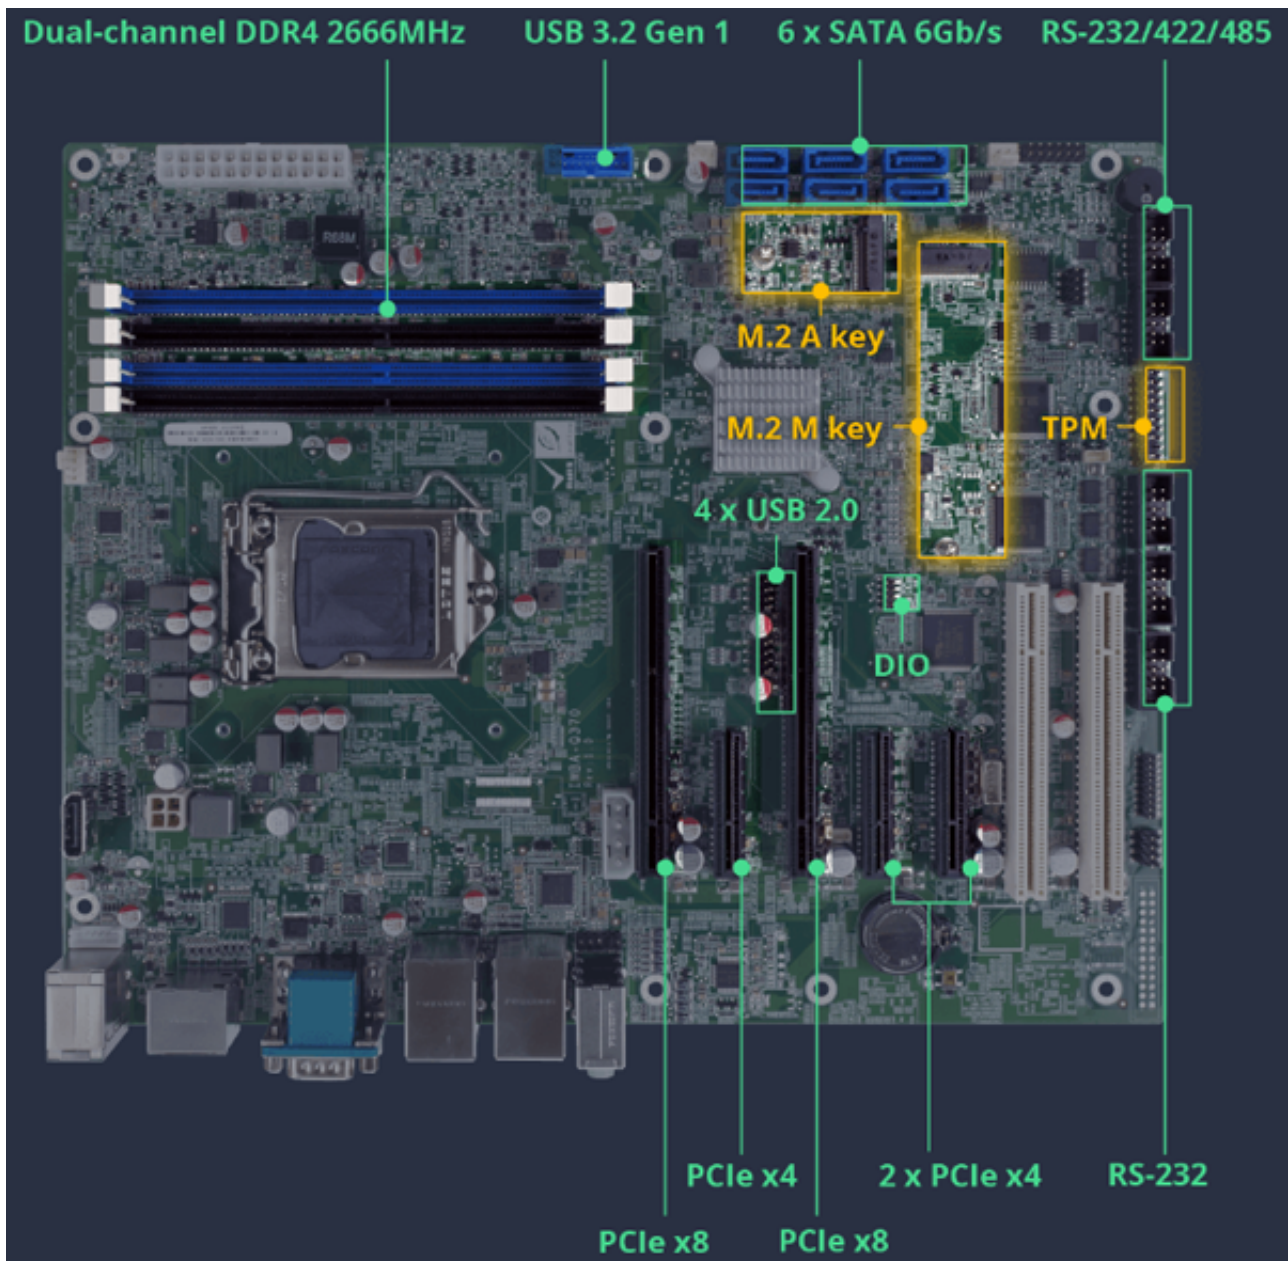 Dual-channel DDR4 2666MHz
USB 3.2 Gen 1
6 x SATA 6Gb/s
RS-232/422/485
R68M
M.2 A key
M.2 M key
TPM
4 x USB 2.0
DIO
PCIe x4
2 x PCIe x4
RS-232
PCIe x8
PCIe x8